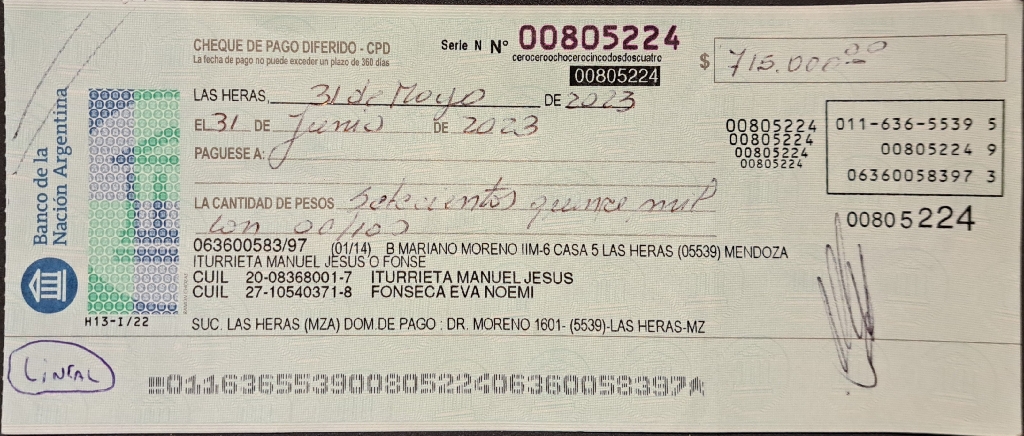 CHEQUE DE PAGO DIFERIDO - CPD
La fecha de pago no puede exceder un plazo de 360 días
Serie N Nº 00805224
ceroceroochocerocincodosdoscuatro
00805224
$ 715.000.00
LAS HERAS, 31 de Mayo DE 2023
EL 31 DE Junio DE 2023
PAGUESE A:
00805224
00805224
00805224
00805224
011-636-5539 5
00805224 9
06360058397 3
Banco de la
Nación Argentina
LA CANTIDAD DE PESOS setecientos quince mil
con 00/100
00805224
063600583/97 (01/14) B MARIANO MORENO IIM-6 CASA 5 LAS HERAS (05539) MENDOZA
ITURRIETA MANUEL JESUS O FONSE
CUIL 20-08368001-7 ITURRIETA MANUEL JESUS
CUIL 27-10540371-8 FONSECA EVA NOEMI
H13-I/22
SUC. LAS HERAS (MZA) DOM.DE PAGO : DR. MORENO 1601- (5539)-LAS HERAS-MZ
LINEAL
01163655390080522406360058397